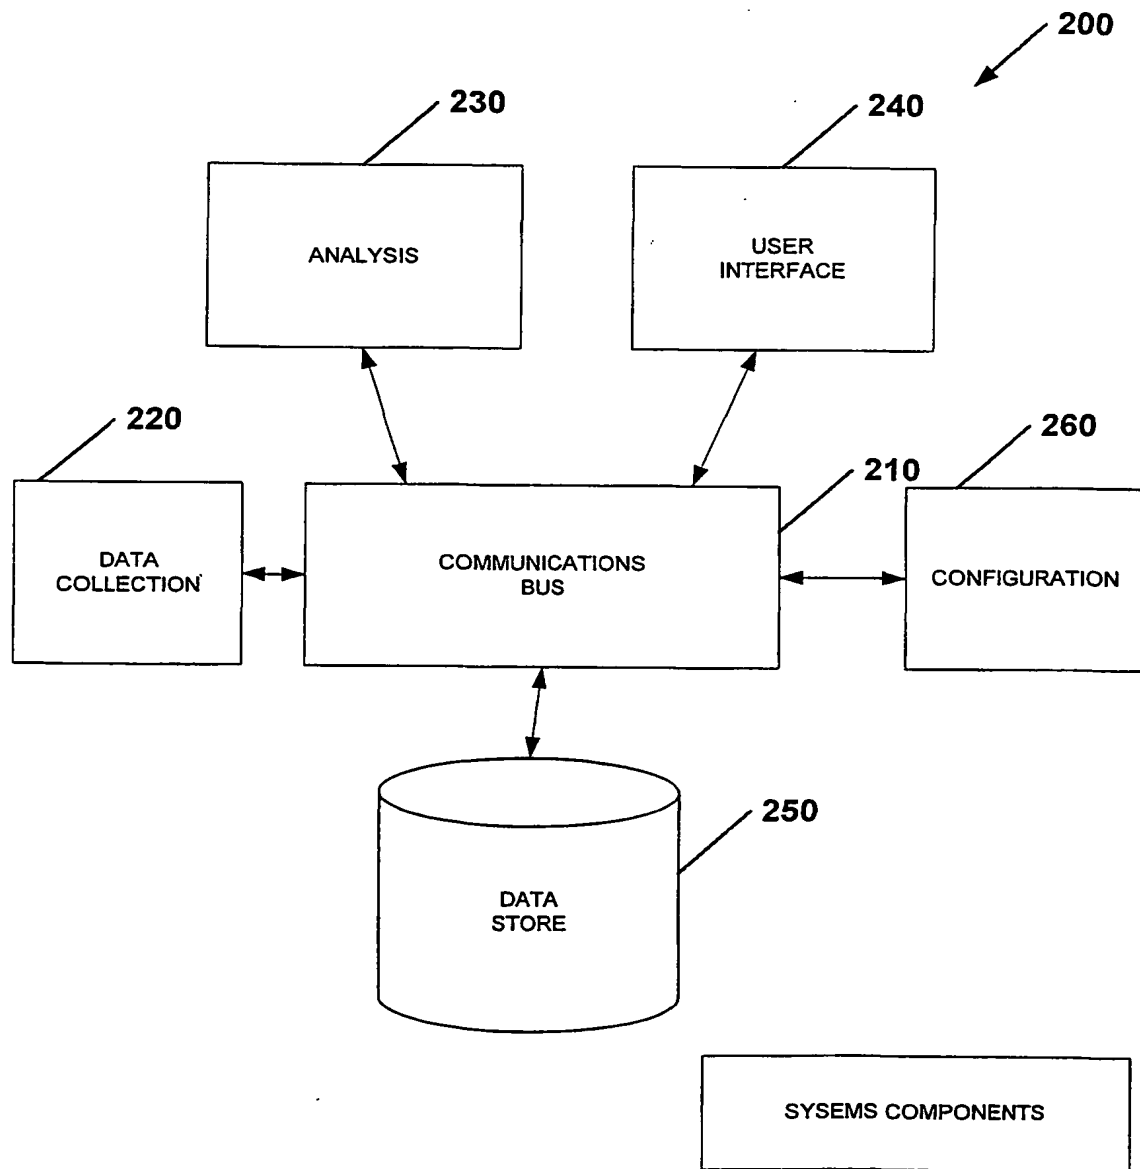 200
230
240
ANALYSIS
USER
INTERFACE
220
260
210
DATA
COLLECTION
COMMUNICATIONS
BUS
CONFIGURATION
250
DATA
STORE
SYSEMS COMPONENTS